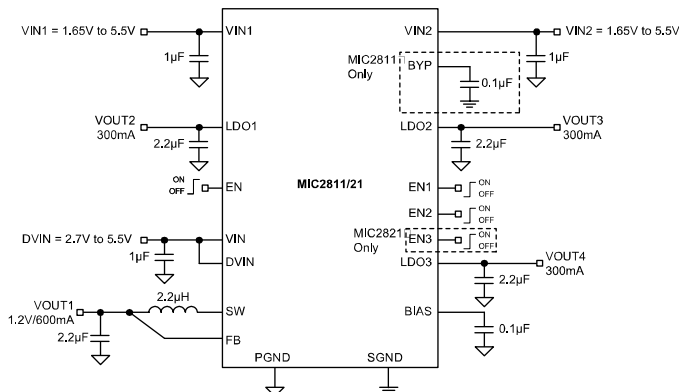 VIN1 = 1.65V to 5.5V
VIN1
1µF
VIN2
VIN2 = 1.65V to 5.5V
1µF
MIC2811
Only
BYP
0.1µF
VOUT2
300mA
LDO1
2.2µF
LDO2
VOUT3
300mA
2.2µF
MIC2811/21
ON
OFF
EN
EN1
ON
OFF
EN2
ON
OFF
MIC2821
Only
EN3
ON
OFF
DVIN = 2.7V to 5.5V
VIN
1µF
DVIN
LDO3
VOUT4
300mA
2.2µF
VOUT1
1.2V/600mA
2.2µH
SW
2.2µF
FB
BIAS
0.1µF
PGND
SGND